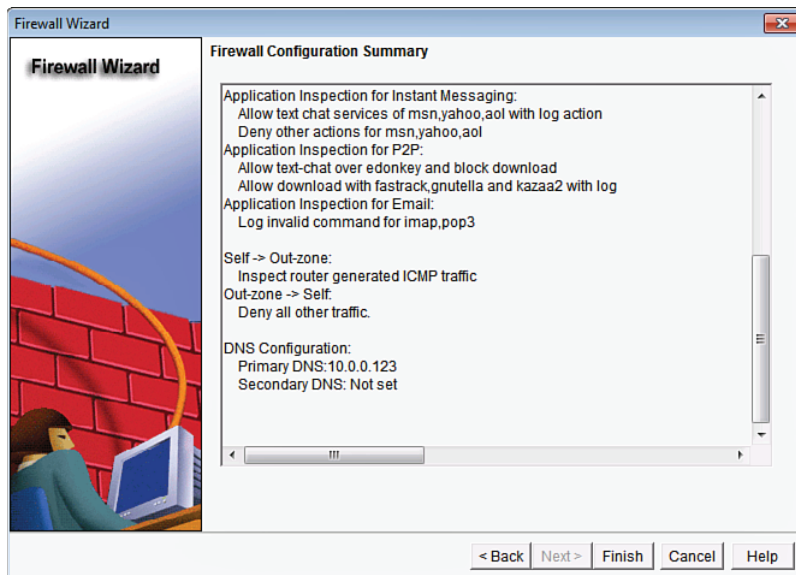 Firewall Wizard
Firewall Wizard
Firewall Configuration Summary
Application Inspection for Instant Messaging:
Allow text chat services of msn,yahoo,aol with log action
Deny other actions for msn,yahoo,aol
Application Inspection for P2P:
Allow text-chat over edonkey and block download
Allow download with fastrack,gnutella and kazaa2 with log
Application Inspection for Email:
Log invalid command for imap,pop3
Self -> Out-zone:
Inspect router generated ICMP traffic
Out-zone -> Self:
Deny all other traffic.
DNS Configuration:
Primary DNS:10.0.0.123
Secondary DNS: Not set
< Back Next > Finish Cancel Help